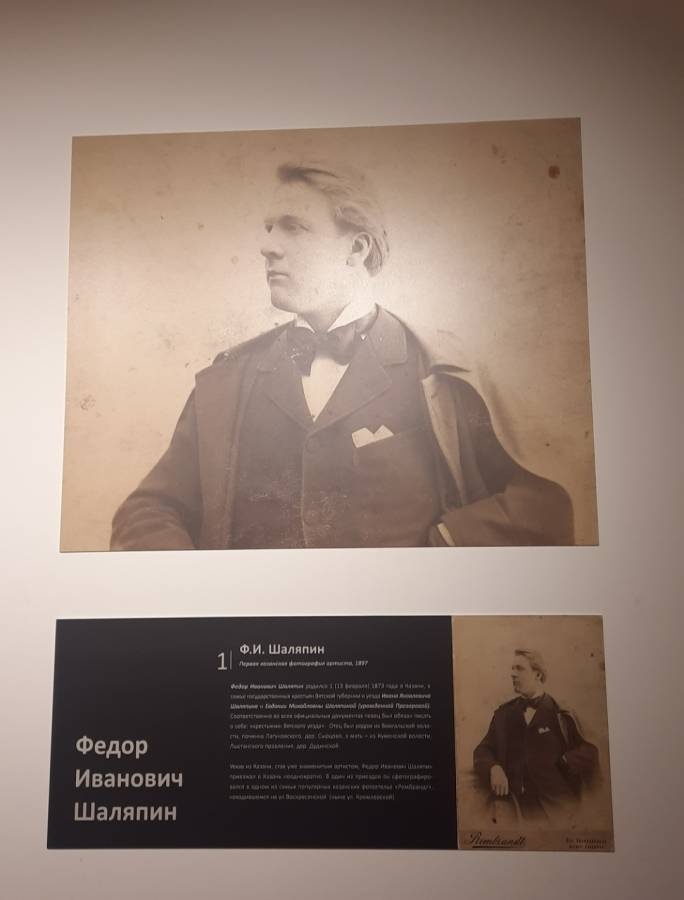 1
Ф.И. Шаляпин
Первая казанская фотография артиста, 1897
Федор Иванович Шаляпин родился 1 (13 февраля) 1873 года в Казани, в
семье государственных крестьян Вятской губернии и уезда Ивана Яковлевича
Шаляпина и Евдокии Михайловны Шаляпиной (урожденной Прозоровой).
Соответственно во всех официальных документах певец был обязан писать
о себе: «крестьянин Вятского уезда». Отец был родом из Вожгальской воло-
сти, починка Лагуновского, дер. Сырцово, а мать – из Куменской волости,
правления, дер. Дудинской.
Уехав из Казани, став уже знаменитым артистом, Федор Иванович Шаляпин
приезжал в Казань неоднократно. В один из приездов он сфотографиро-
вался в одном из самых популярных казанских фотоателье «Рембрандт»,
находившемся на ул Воскресенской (ныне ул. Кремлевской)
Федор
Иванович
Шаляпин
Rembrandt